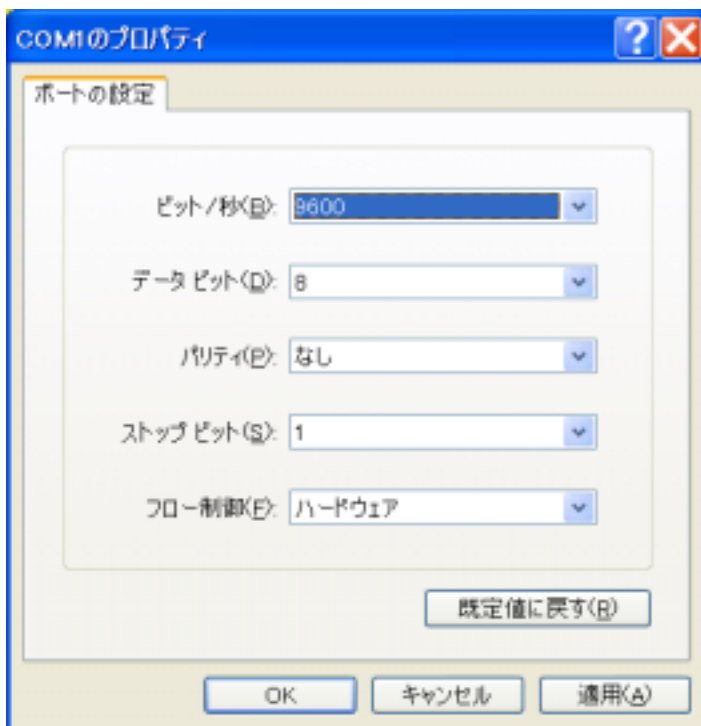 COM1のプロパティ
ポートの設定
ビット/秒(B): 9600
データ ビット(D): 8
パリティ(P): なし
ストップ ビット(S): 1
フロー制御(F): ハードウェア
既定値に戻す(R)
OK キャンセル 適用(A)